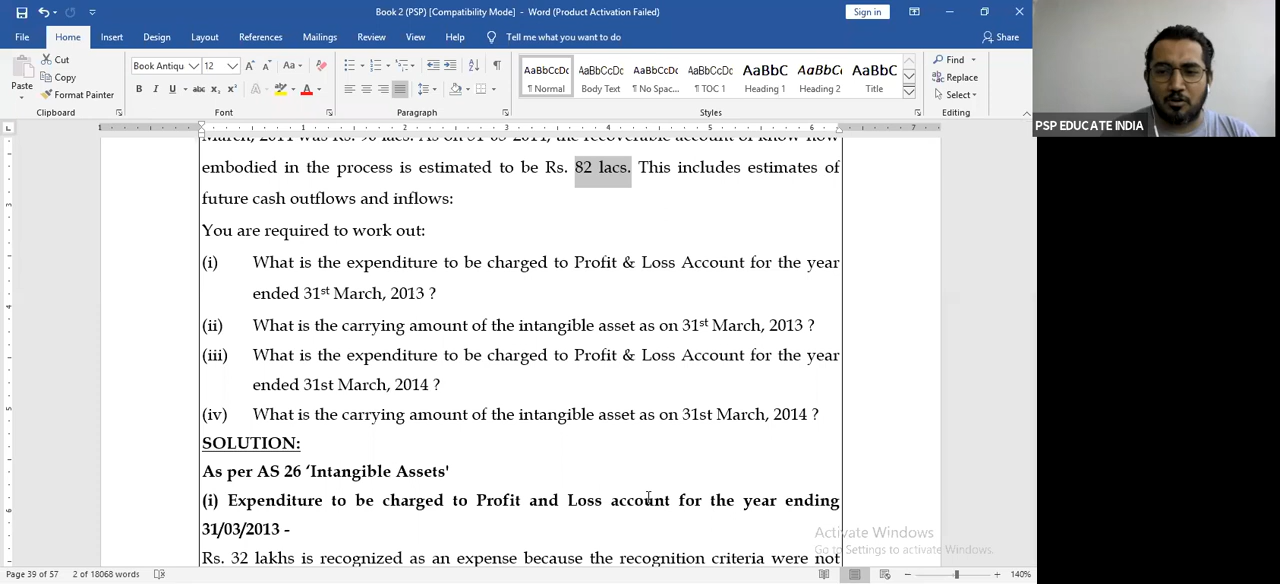 Book 2 (PSP) [Compatibility Mode] - Word (Product Activation Failed)
Sign in
File Home Insert Design Layout References Mailings Review View Help Tell me what you want to do Share
Paste
Cut
Copy
Format Painter
Clipboard
Book Antiqu 12
Font
Paragraph
AaBbCcDc AaBbCcDc AaBbCcDc AaBbCcDc AaBbC AaBbCc AaBbC
¶ Normal Body Text ¶ No Spac... ¶ TOC 1 Heading 1 Heading 2 Title
Styles
Find
Replace
Select
Editing
PSP EDUCATE INDIA
embodied in the process is estimated to be Rs. 82 lacs. This includes estimates of
future cash outflows and inflows:
You are required to work out:
(i) What is the expenditure to be charged to Profit & Loss Account for the year
ended 31st March, 2013 ?
(ii) What is the carrying amount of the intangible asset as on 31st March, 2013 ?
(iii) What is the expenditure to be charged to Profit & Loss Account for the year
ended 31st March, 2014 ?
(iv) What is the carrying amount of the intangible asset as on 31st March, 2014 ?
SOLUTION:
As per AS 26 ‘Intangible Assets'
(i) Expenditure to be charged to Profit and Loss account for the year ending
31/03/2013 -
Rs. 32 lakhs is recognized as an expense because the recognition criteria were not
Activate Windows
Go to Settings to activate Windows.
Page 39 of 57 2 of 18068 words
140%